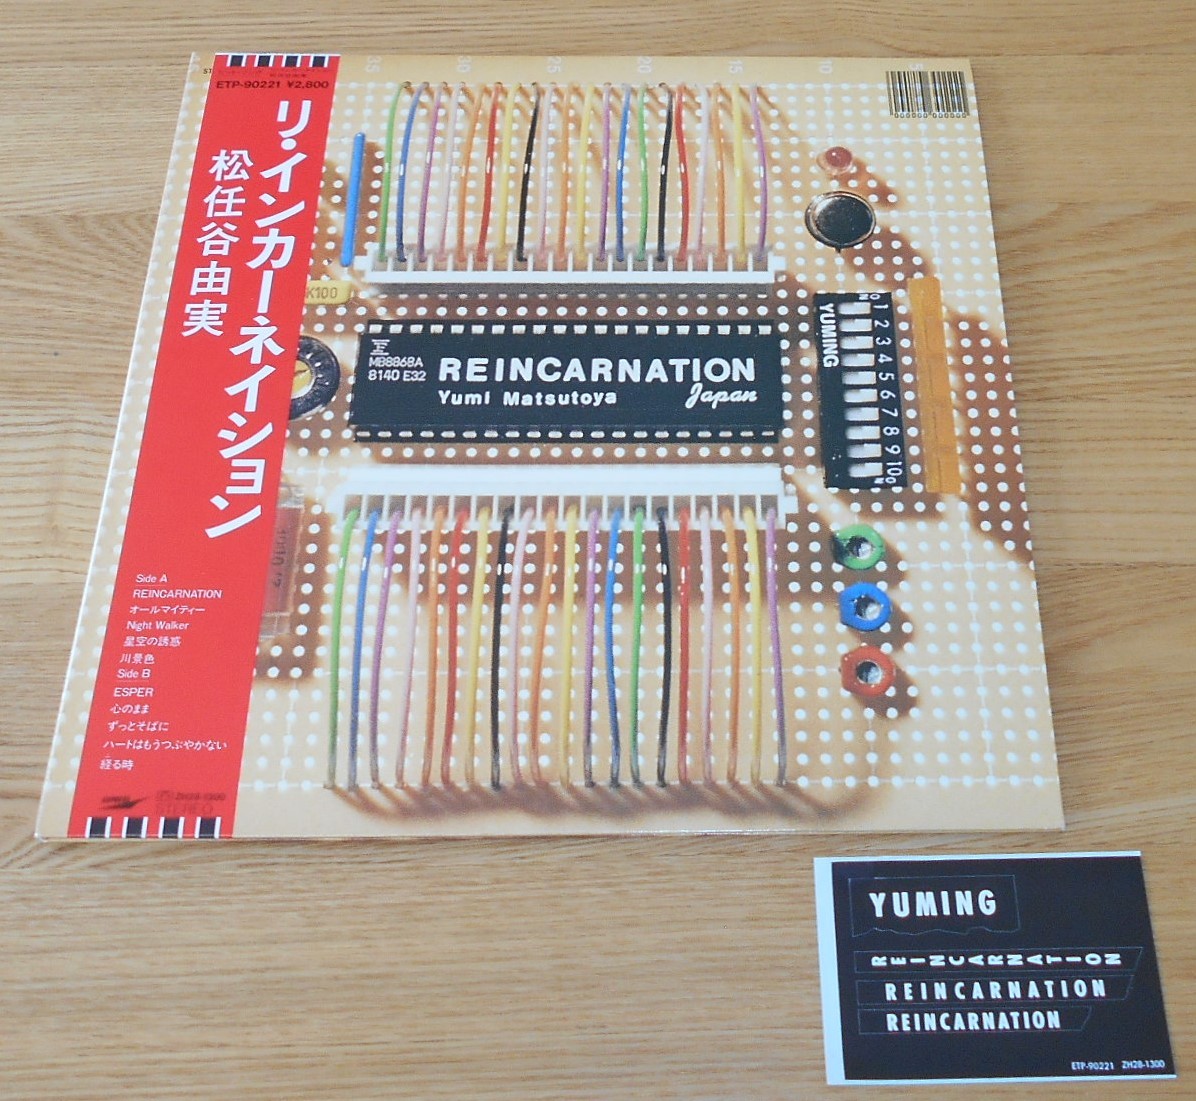 ETP-90221 ¥2,800
リ・インカーネイション
松任谷由実
Side A
REINCARNATION
オールマイティー
Night Walker
星空の誘惑
川景色
Side B
ESPER
心のまま
ずっとそばに
ハートはもうつぶやかない
経る時
ZH28-1300
STEREO
35 30 25 20 15 10 5
K100
MB8868A
8140 E32
REINCARNATION
Yumi Matsutoya
Japan
YUMING
1 2 3 4 5 6 7 8 9 10
YUMING
REINCARNATION
REINCARNATION
REINCARNATION
ETP-90221 ZH28-1300